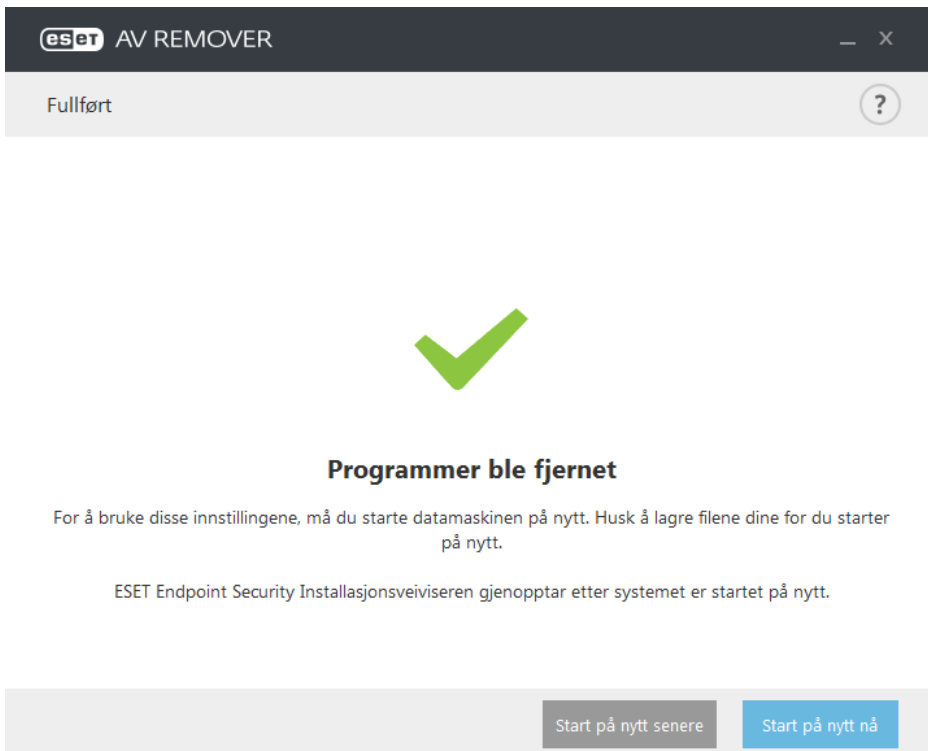 eset AV REMOVER
Fullført
?
Programmer ble fjernet
For å bruke disse innstillingene, må du starte datamaskinen på nytt. Husk å lagre filene dine for du starter
på nytt.
ESET Endpoint Security Installasjonsveiviseren gjenopptar etter systemet er startet på nytt.
Start på nytt senere
Start på nytt nå